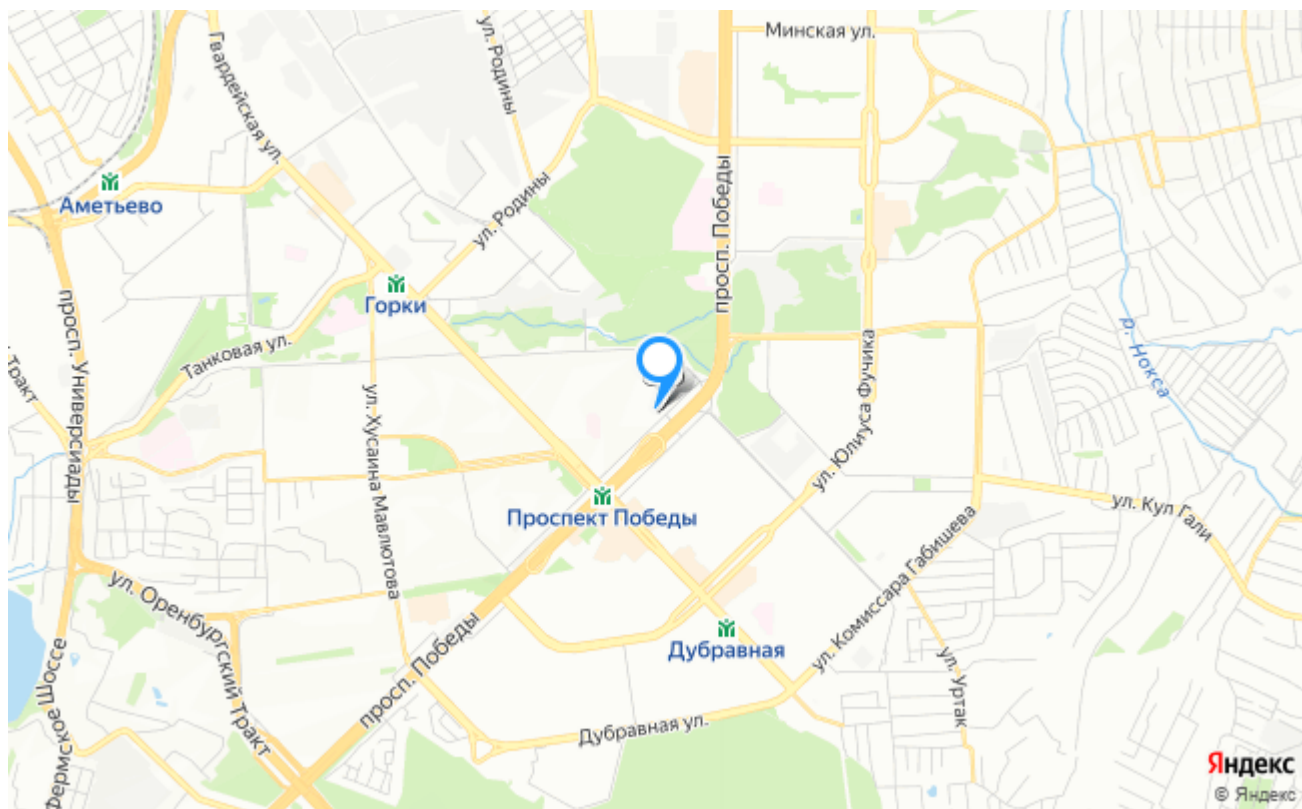 Минская ул.
ул. Родины
Гвардейская ул.
просп. Победы
Аметьево
ул. Родины
Горки
просп. Универсиады
Танковая ул.
Тракт
р. Нокса
ул. Юлиуса Фучика
ул. Хусаина Мавлютова
Проспект Победы
ул. Кул Гали
ул. Комиссара Габишева
ул. Оренбургский Тракт
Дубравная
просп. Победы
ул. Уртак
Фермское Шоссе
Дубравная ул.
Яндекс
© Яндекс